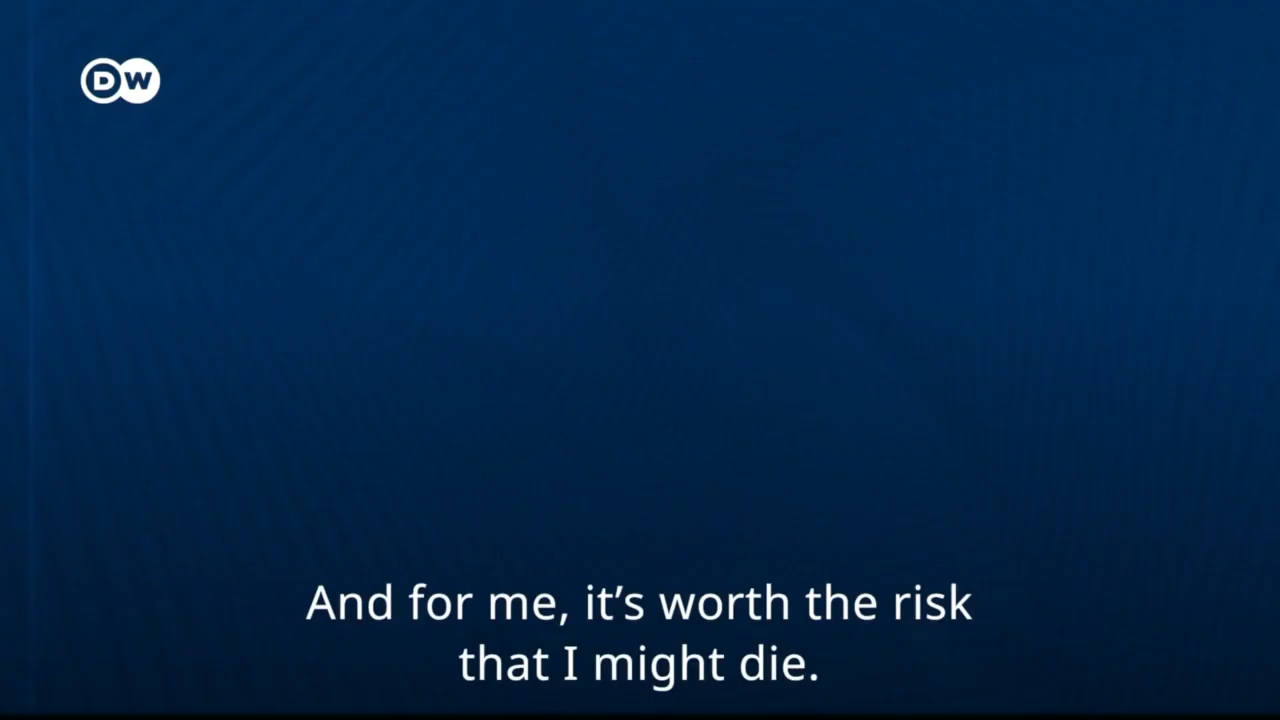 DW
And for me, it’s worth the risk
that I might die.